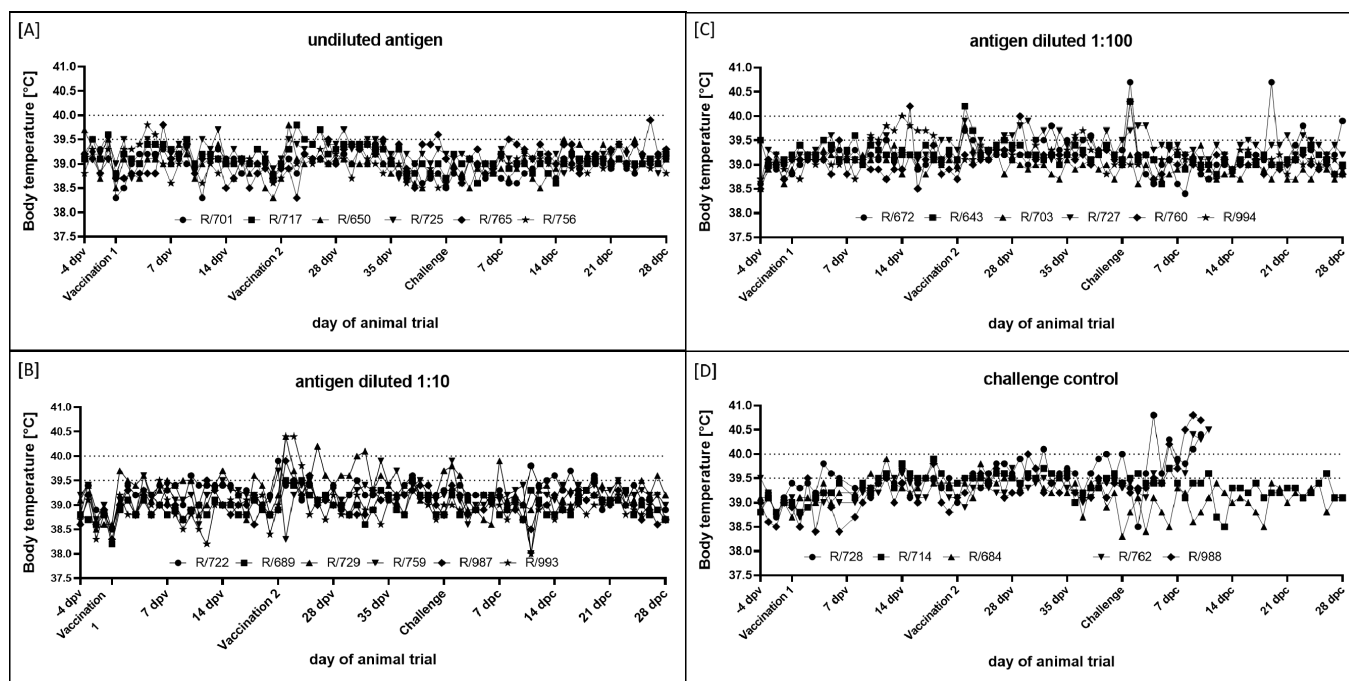 [A]
undiluted antigen
Body temperature [°C]
41.0
40.5
40.0
39.5
39.0
38.5
38.0
37.5
R/701 R/717 R/650 R/725 R/765 R/756
-4 dpv Vaccination 1 7 dpv 14 dpv Vaccination 2 28 dpv 35 dpv Challenge 7 dpc 14 dpc 21 dpc 28 dpc
day of animal trial
[B]
antigen diluted 1:10
Body temperature [°C]
41.0
40.5
40.0
39.5
39.0
38.5
38.0
37.5
R/722 R/689 R/729 R/759 R/987 R/993
-4 dpv Vaccination 1 7 dpv 14 dpv Vaccination 2 28 dpv 35 dpv Challenge 7 dpc 14 dpc 21 dpc 28 dpc
day of animal trial
[C]
antigen diluted 1:100
Body temperature [°C]
41.0
40.5
40.0
39.5
39.0
38.5
38.0
37.5
R/672 R/643 R/703 R/727 R/760 R/994
-4 dpv Vaccination 1 7 dpv 14 dpv Vaccination 2 28 dpv 35 dpv Challenge 7 dpc 14 dpc 21 dpc 28 dpc
day of animal trial
[D]
challenge control
Body temperature [°C]
41.0
40.5
40.0
39.5
39.0
38.5
38.0
37.5
R/728 R/714 R/684 R/762 R/988
-4 dpv Vaccination 1 7 dpv 14 dpv Vaccination 2 28 dpv 35 dpv Challenge 7 dpc 14 dpc 21 dpc 28 dpc
day of animal trial